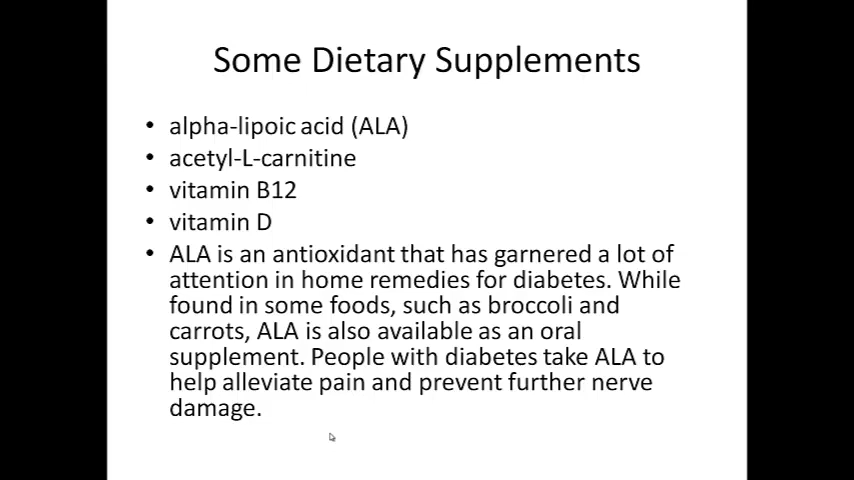 Some Dietary Supplements
• alpha-lipoic acid (ALA)
• acetyl-L-carnitine
• vitamin B12
• vitamin D
• ALA is an antioxidant that has garnered a lot of
attention in home remedies for diabetes. While
found in some foods, such as broccoli and
carrots, ALA is also available as an oral
supplement. People with diabetes take ALA to
help alleviate pain and prevent further nerve
damage.